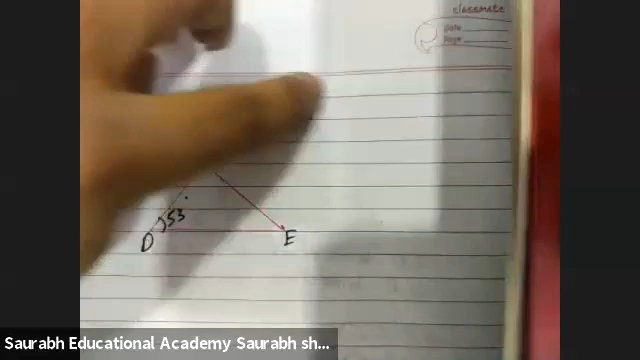 classmate
Date
Page
53
D
E
Saurabh Educational Academy Saurabh sh...